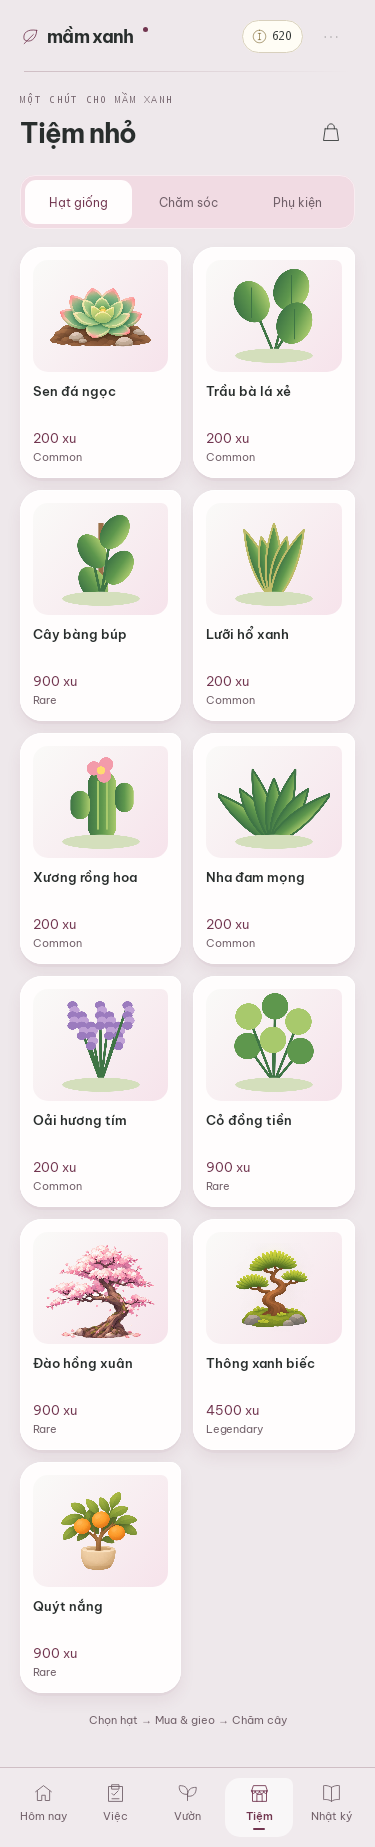 mầm xanh
620
MỘT CHÚT CHO MẦM XANH
Tiệm nhỏ
Hạt giống
Chăm sóc
Phụ kiện
Sen đá ngọc
200 xu
Common
Trầu bà lá xẻ
200 xu
Common
Cây bàng búp
900 xu
Rare
Lưỡi hổ xanh
200 xu
Common
Xương rồng hoa
200 xu
Common
Nha đam mọng
200 xu
Common
Oải hương tím
200 xu
Common
Cỏ đồng tiền
900 xu
Rare
Đào hồng xuân
900 xu
Rare
Thông xanh biếc
4500 xu
Legendary
Quýt nắng
900 xu
Rare
Chọn hạt → Mua & gieo → Chăm cây
Hôm nay
Việc
Vườn
Tiệm
Nhật ký